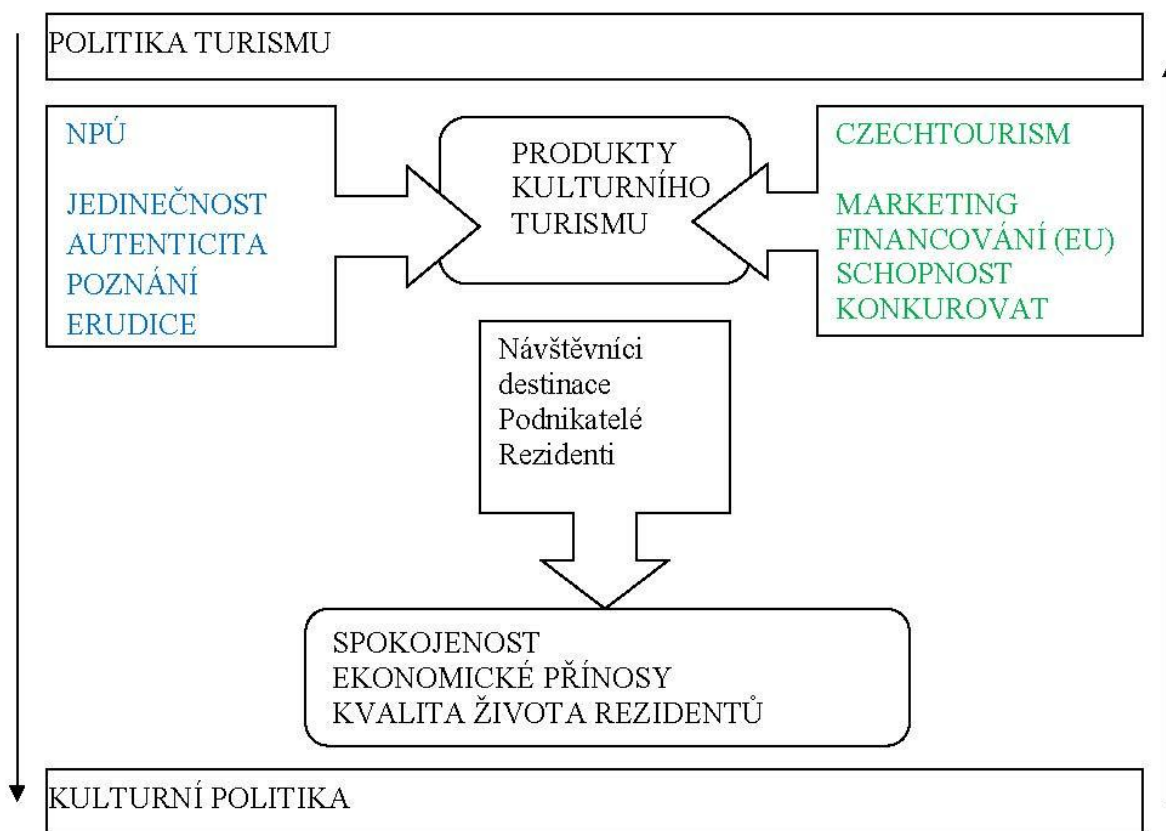 POLITIKA TURISMU
NPÚ
JEDINEČNOST
AUTENTICITA
POZNÁNÍ
ERUDICE
PRODUKTY
KULTURNÍHO
TURISMU
CZECHTOURISM
MARKETING
FINANCOVÁNÍ (EU)
SCHOPNOST
KONKUROVAT
Návštěvníci
destinace
Podnikatelé
Rezidenti
SPOKOJENOST
EKONOMICKÉ PŘÍNOSY
KVALITA ŽIVOTA REZIDENTŮ
KULTURNÍ POLITIKA